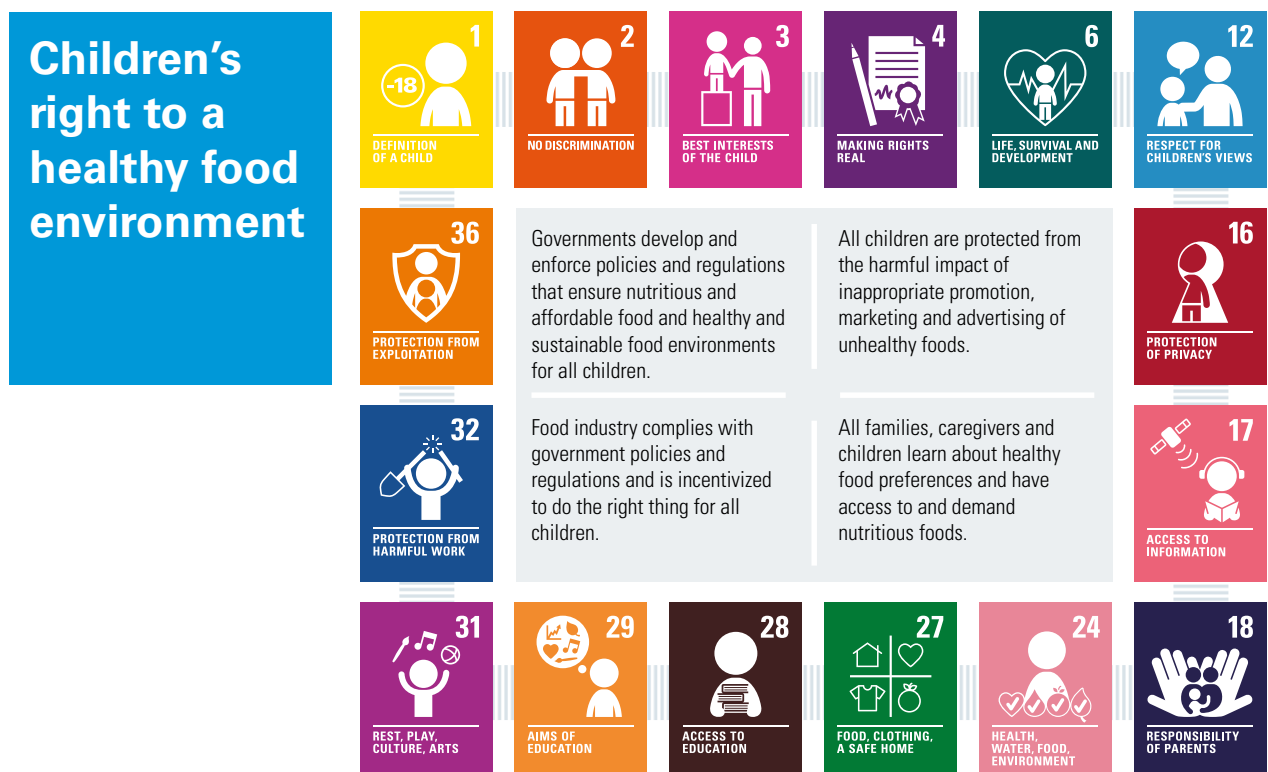 Children's
right to a
healthy food
environment
1
-18
DEFINITION
OF A CHILD
2
NO DISCRIMINATION
3
BEST INTERESTS
OF THE CHILD
4
MAKING RIGHTS
REAL
6
LIFE, SURVIVAL AND
DEVELOPMENT
12
RESPECT FOR
CHILDREN'S VIEWS
36
PROTECTION FROM
EXPLOITATION
Governments develop and
enforce policies and regulations
that ensure nutritious and
affordable food and healthy and
sustainable food environments
for all children.
All children are protected from
the harmful impact of
inappropriate promotion,
marketing and advertising of
unhealthy foods.
16
PROTECTION
OF PRIVACY
32
PROTECTION FROM
HARMFUL WORK
Food industry complies with
government policies and
regulations and is incentivized
to do the right thing for all
children.
All families, caregivers and
children learn about healthy
food preferences and have
access to and demand
nutritious foods.
17
ACCESS TO
INFORMATION
31
REST, PLAY,
CULTURE, ARTS
29
AIMS OF
EDUCATION
28
ACCESS TO
EDUCATION
27
FOOD, CLOTHING,
A SAFE HOME
24
HEALTH,
WATER, FOOD,
ENVIRONMENT
18
RESPONSIBILITY
OF PARENTS